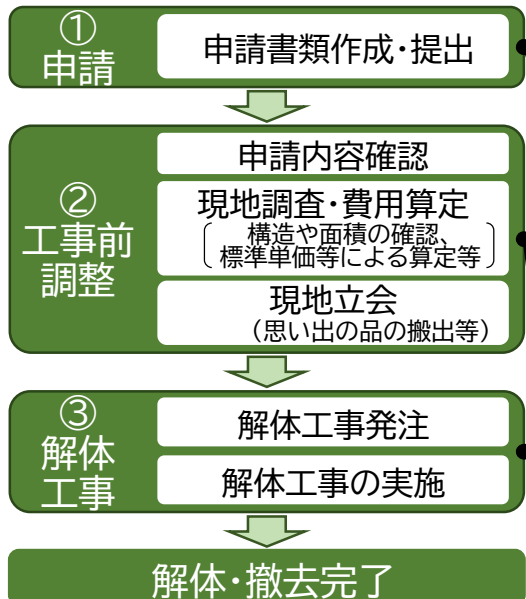 ①
申請
申請書類作成・提出
②
工事前
調整
申請内容確認
現地調査・費用算定
構造や面積の確認、
標準単価等による算定等
現地立会
(思い出の品の搬出等)
③
解体
工事
解体工事発注
解体工事の実施
解体・撤去完了